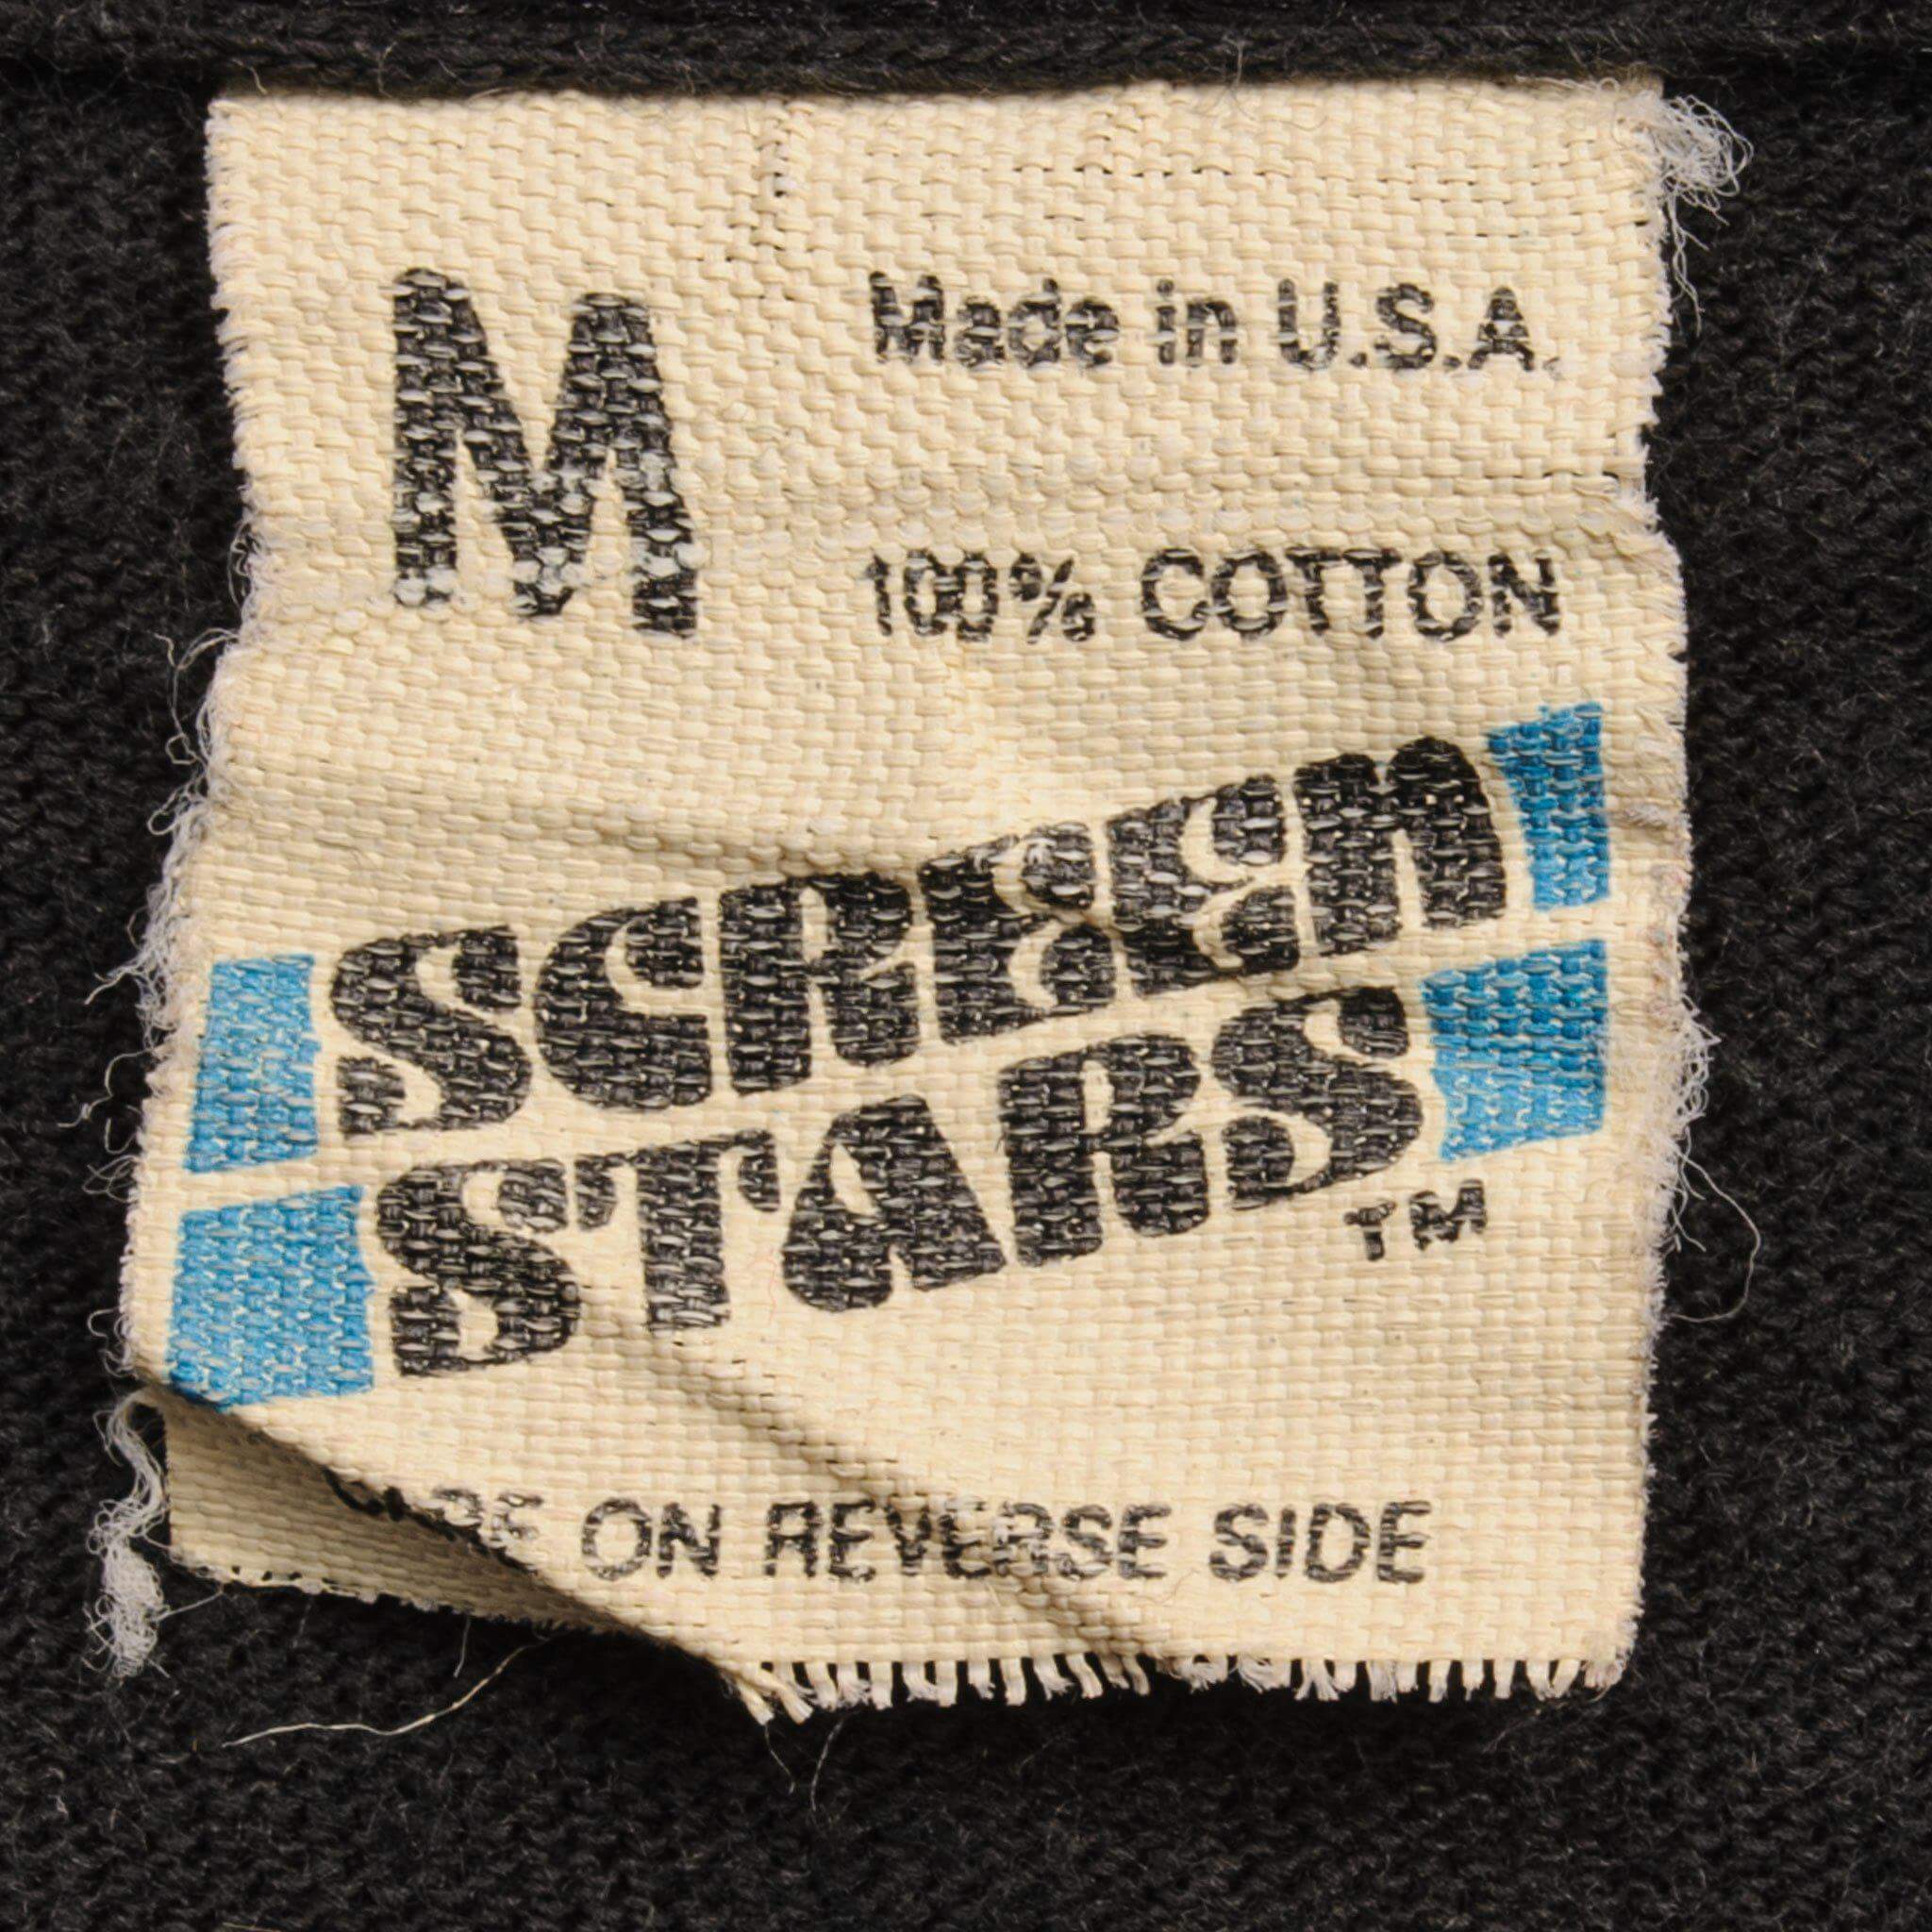 M
Made in U.S.A.
100% COTTON
SCREEN
STARS
TM
ON REVERSE SIDE